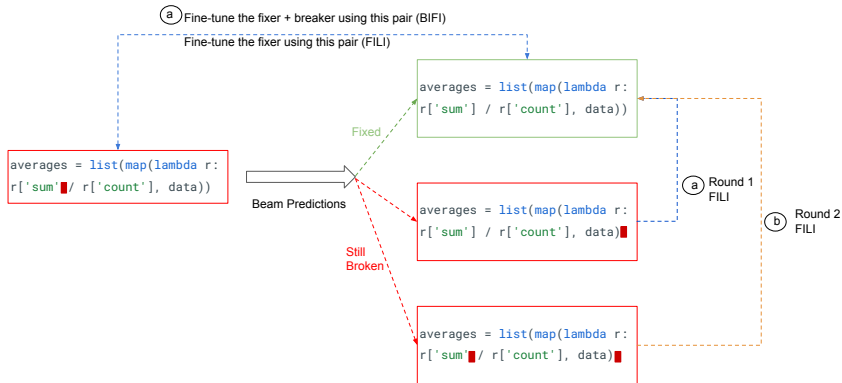 a Fine-tune the fixer + breaker using this pair (BIFI)
Fine-tune the fixer using this pair (FILI)
averages = list(map(lambda r:
r['sum'] / r['count'], data))
Fixed
averages = list(map(lambda r:
r['sum' / r['count'], data))
Beam Predictions
averages = list(map(lambda r:
r['sum'] / r['count'], data)
a Round 1
FILI
b Round 2
FILI
Still
Broken
averages = list(map(lambda r:
r['sum' / r['count'], data)